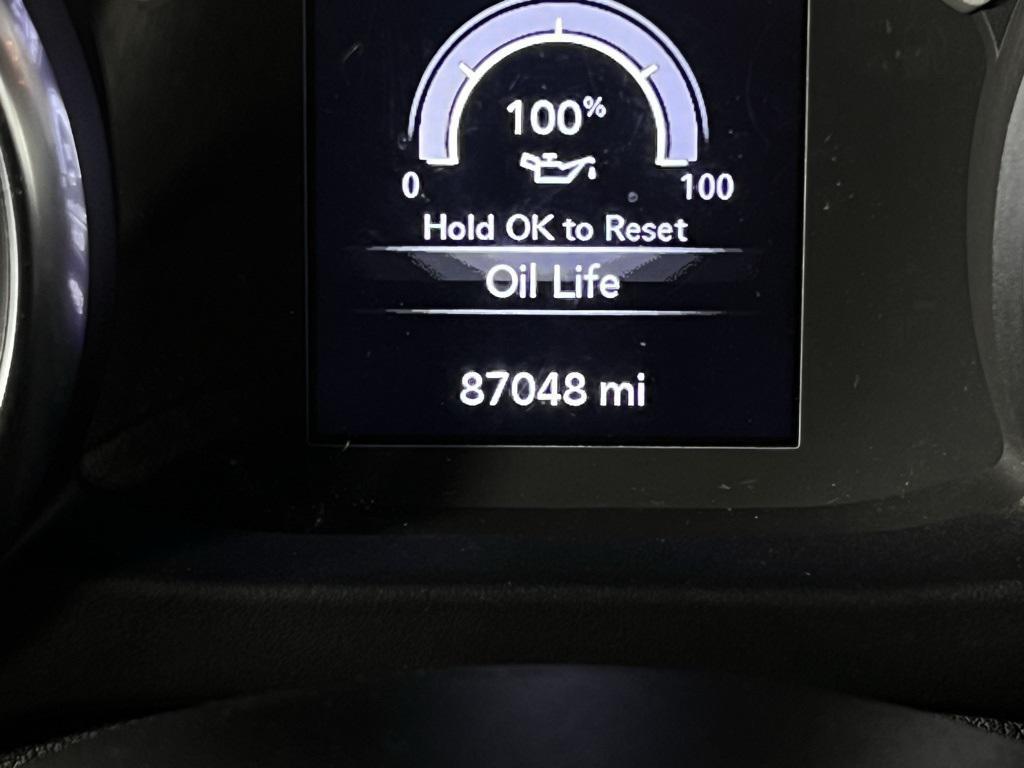 100%
0 100
Hold OK to Reset
Oil Life
87048 mi